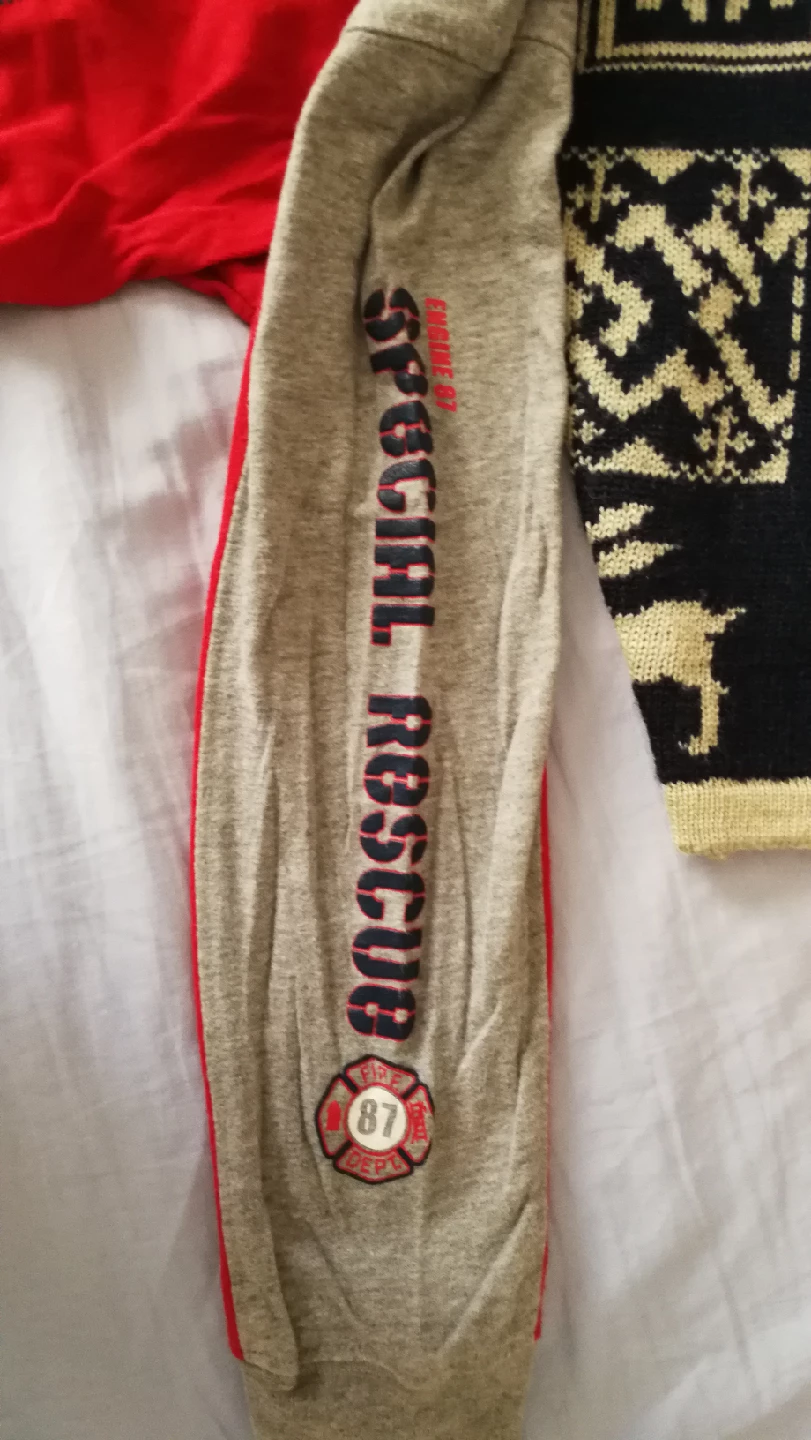 ENGINE 87
SPECIAL RESCUE
FIRE
87
DEPT.